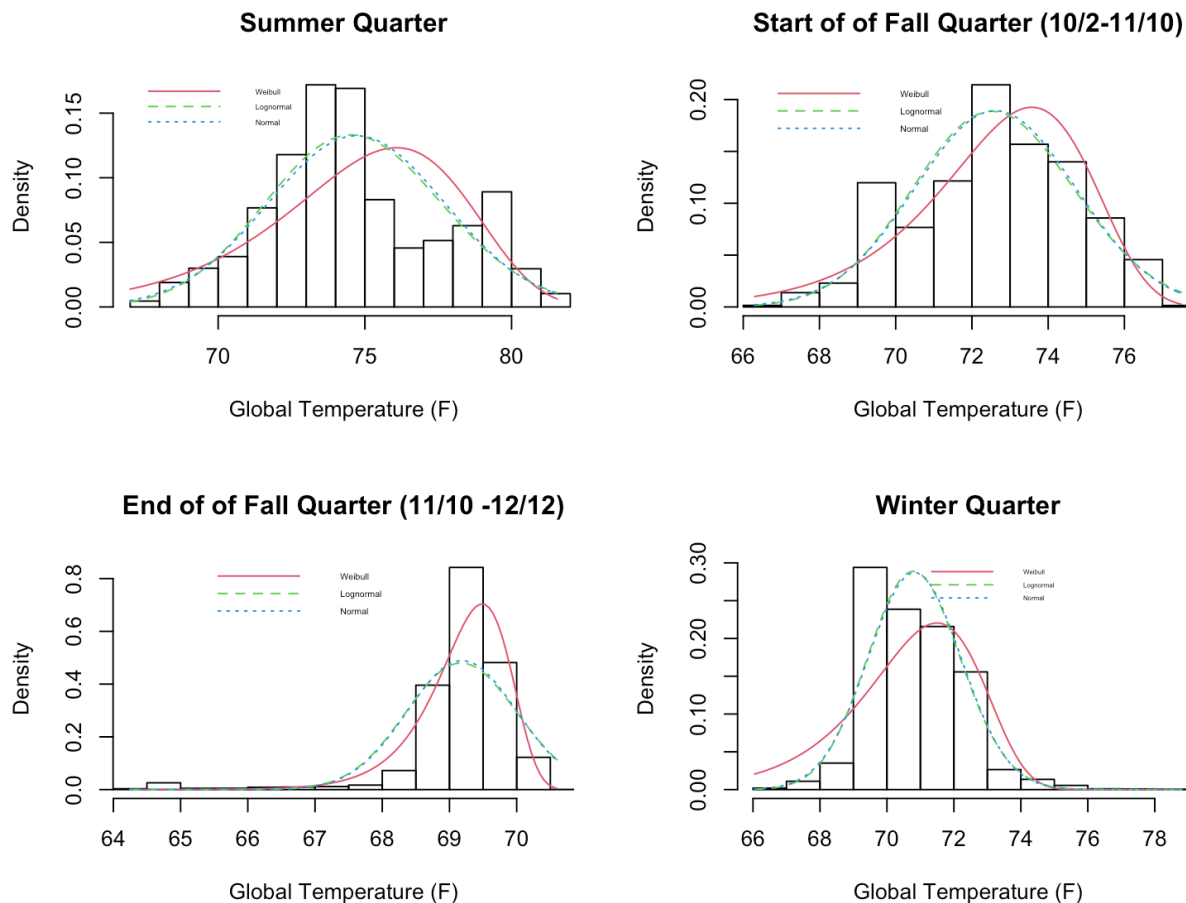 Summer Quarter
Weibull
Lognormal
Normal
Density
0.00 0.05 0.10 0.15
70 75 80
Global Temperature (F)
Start of of Fall Quarter (10/2-11/10)
Weibull
Lognormal
Normal
Density
0.00 0.10 0.20
66 68 70 72 74 76
Global Temperature (F)
End of of Fall Quarter (11/10 -12/12)
Weibull
Lognormal
Normal
Density
0.0 0.2 0.4 0.6 0.8
64 65 66 67 68 69 70
Global Temperature (F)
Winter Quarter
Weibull
Lognormal
Normal
Density
0.00 0.10 0.20 0.30
66 68 70 72 74 76 78
Global Temperature (F)